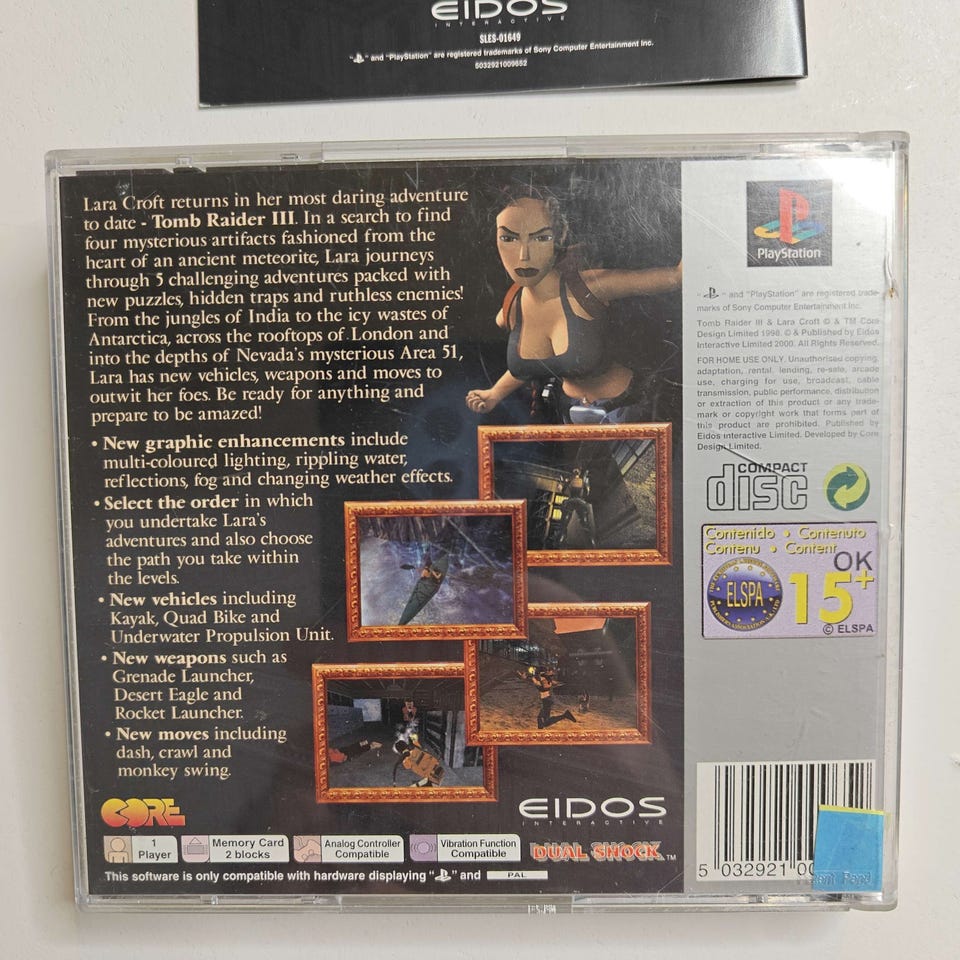 EIDOS
INTERACTIVE
SLES-01649
"PS" and "PlayStation" are registered trademarks of Sony Computer Entertainment Inc.
5032921009652
Lara Croft returns in her most daring adventure
to date - Tomb Raider III. In a search to find
four mysterious artifacts fashioned from the
heart of an ancient meteorite, Lara journeys
through 5 challenging adventures packed with
new puzzles, hidden traps and ruthless enemies!
From the jungles of India to the icy wastes of
Antarctica, across the rooftops of London and
into the depths of Nevada's mysterious Area 51,
Lara has new vehicles, weapons and moves to
outwit her foes. Be ready for anything and
prepare to be amazed!
• New graphic enhancements include
multi-coloured lighting, rippling water,
reflections, fog and changing weather effects.
• Select the order in which
you undertake Lara's
adventures and also choose
the path you take within
the levels.
• New vehicles including
Kayak, Quad Bike and
Underwater Propulsion Unit.
• New weapons such as
Grenade Launcher,
Desert Eagle and
Rocket Launcher.
• New moves including
dash, crawl and
monkey swing.
CORE
EIDOS
INTERACTIVE
1
Player
Memory Card
2 blocks
Analog Controller
Compatible
Vibration Function
Compatible
DUAL SHOCK™
This software is only compatible with hardware displaying "PS" and PAL
PlayStation
"PS" and "PlayStation" are registered trade-
marks of Sony Computer Entertainment Inc.
Tomb Raider III & Lara Croft © & TM Core
Design Limited 1998. © & Published by Eidos
Interactive Limited 2000. All Rights Reserved.
FOR HOME USE ONLY. Unauthorised copying,
adaptation, rental, lending, re-sale, arcade
use, charging for use, broadcast, cable
transmission, public performance, distribution
or extraction of this product or any trade-
mark or copyright work that forms part of
this product are prohibited. Published by
Eidos Interactive Limited. Developed by Core
Design Limited.
COMPACT
disc
Contenido • Contenuto
Contenu • Content
OK
ELSPA
15+
© ELSPA
5 032921 00